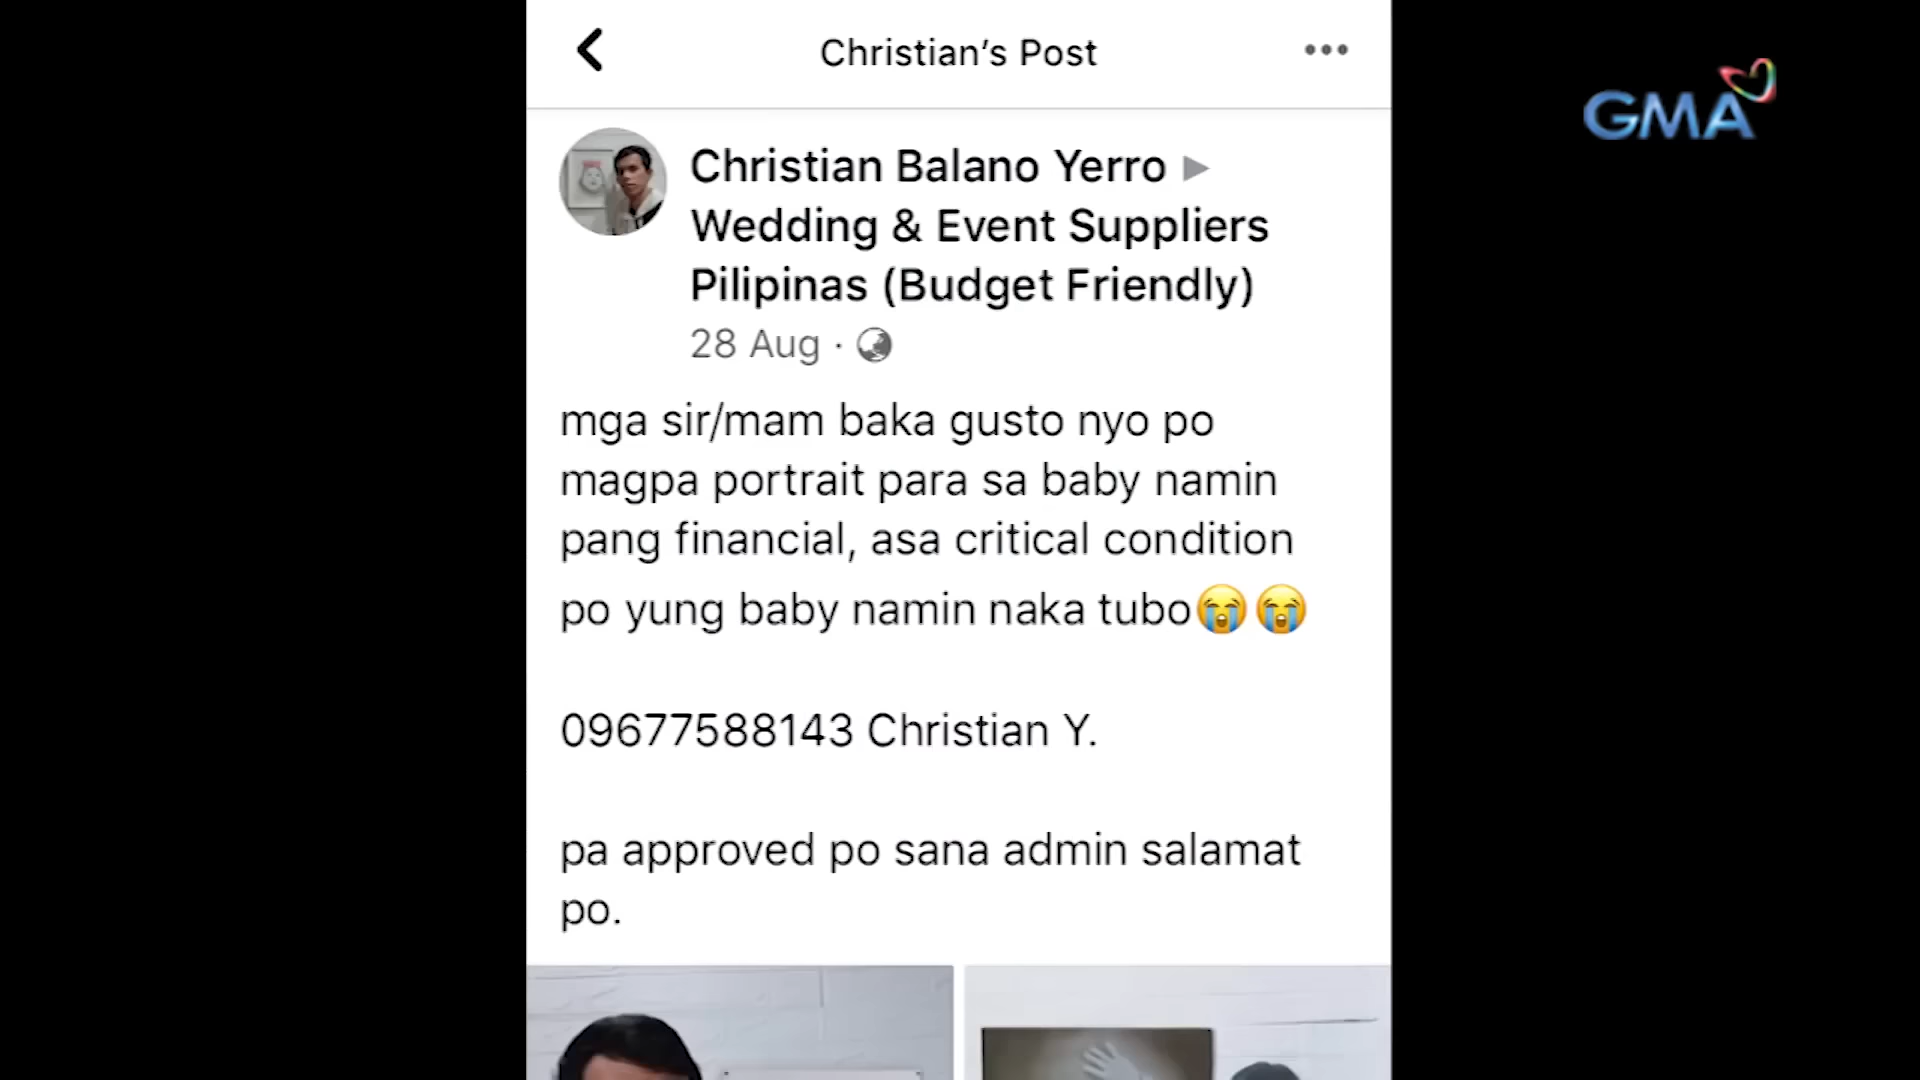 Christian's Post
GMA
Christian Balano Yerro ▶
Wedding & Event Suppliers
Pilipinas (Budget Friendly)
28 Aug ·
mga sir/mam baka gusto nyo po
magpa portrait para sa baby namin
pang financial, asa critical condition
po yung baby namin naka tubo😭😭
09677588143 Christian Y.
pa approved po sana admin salamat
po.